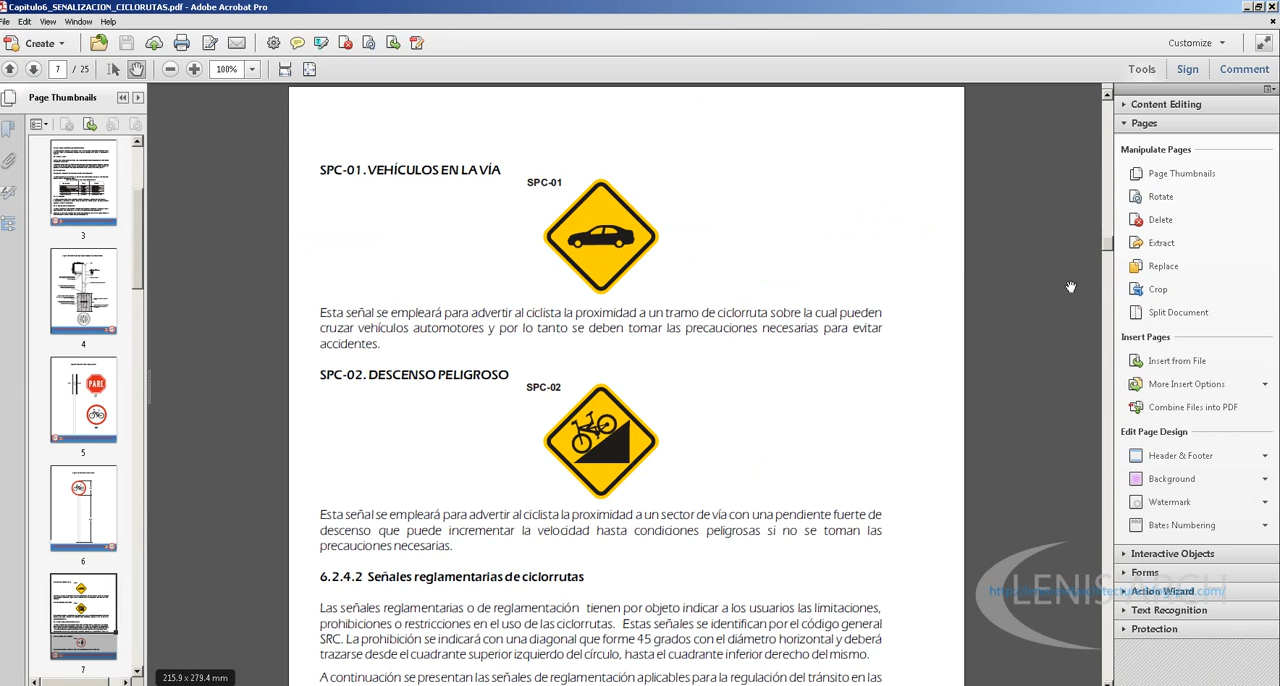 Capitulo6_SENALIZACION_CICLORUTAS.pdf - Adobe Acrobat Pro
File Edit View Window Help
Create
Customize
7 / 25
100%
Tools Sign Comment
Page Thumbnails
3
4
PARE
5
6
7
SPC-01. VEHÍCULOS EN LA VÍA
SPC-01
Esta señal se empleará para advertir al ciclista la proximidad a un tramo de ciclorruta sobre la cual pueden
cruzar vehículos automotores y por lo tanto se deben tomar las precauciones necesarias para evitar
accidentes.
SPC-02. DESCENSO PELIGROSO
SPC-02
Esta señal se empleará para advertir al ciclista la proximidad a un sector de vía con una pendiente fuerte de
descenso que puede incrementar la velocidad hasta condiciones peligrosas si no se toman las
precauciones necesarias.
6.2.4.2 Señales reglamentarias de ciclorrutas
Las señales reglamentarias o de reglamentación tienen por objeto indicar a los usuarios las limitaciones,
prohibiciones o restricciones en el uso de las ciclorrutas. Estas señales se identifican por el código general
SRC. La prohibición se indicará con una diagonal que forme 45 grados con el diámetro horizontal y deberá
trazarse desde el cuadrante superior izquierdo del círculo, hasta el cuadrante inferior derecho del mismo.
A continuación se presentan las señales de reglamentación aplicables para la regulación del tránsito en las
215.9 x 279.4 mm
Content Editing
Pages
Manipulate Pages
Page Thumbnails
Rotate
Delete
Extract
Replace
Crop
Split Document
Insert Pages
Insert from File
More Insert Options
Combine Files into PDF
Edit Page Design
Header & Footer
Background
Watermark
Bates Numbering
Interactive Objects
Forms
Action Wizard
Text Recognition
Protection
LENIS ARCH